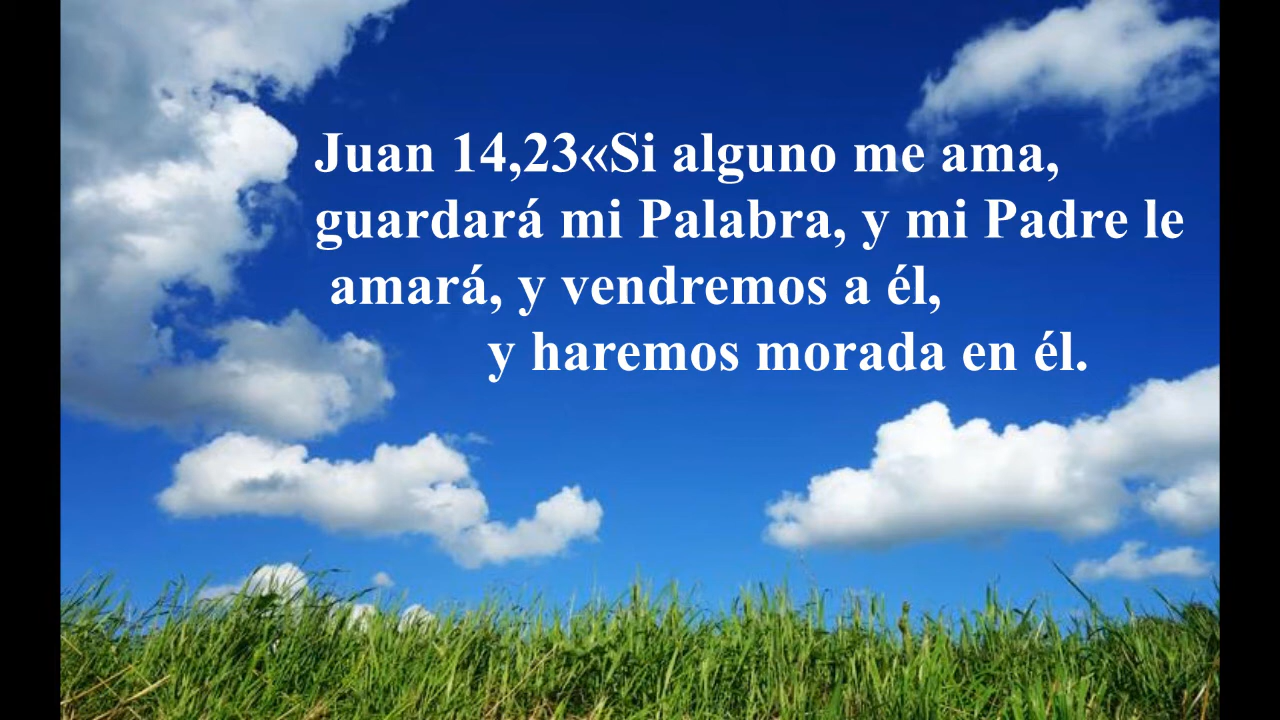 Juan 14,23«Si alguno me ama,
guardará mi Palabra, y mi Padre le
amará, y vendremos a él,
y haremos morada en él.